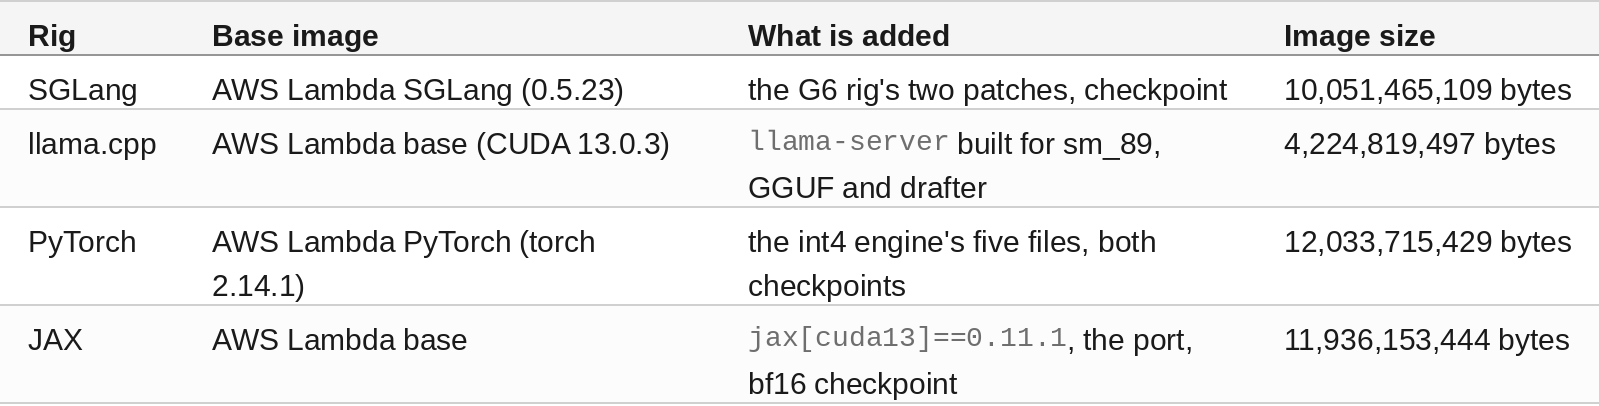 Rig Base image What is added Image size
SGLang AWS Lambda SGLang (0.5.23) the G6 rig's two patches, checkpoint 10,051,465,109 bytes
llama.cpp AWS Lambda base (CUDA 13.0.3) llama-server built for sm_89, 4,224,819,497 bytes
GGUF and drafter
PyTorch AWS Lambda PyTorch (torch the int4 engine's five files, both 12,033,715,429 bytes
2.14.1) checkpoints
JAX AWS Lambda base jax[cuda13]==0.11.1, the port, 11,936,153,444 bytes
bf16 checkpoint